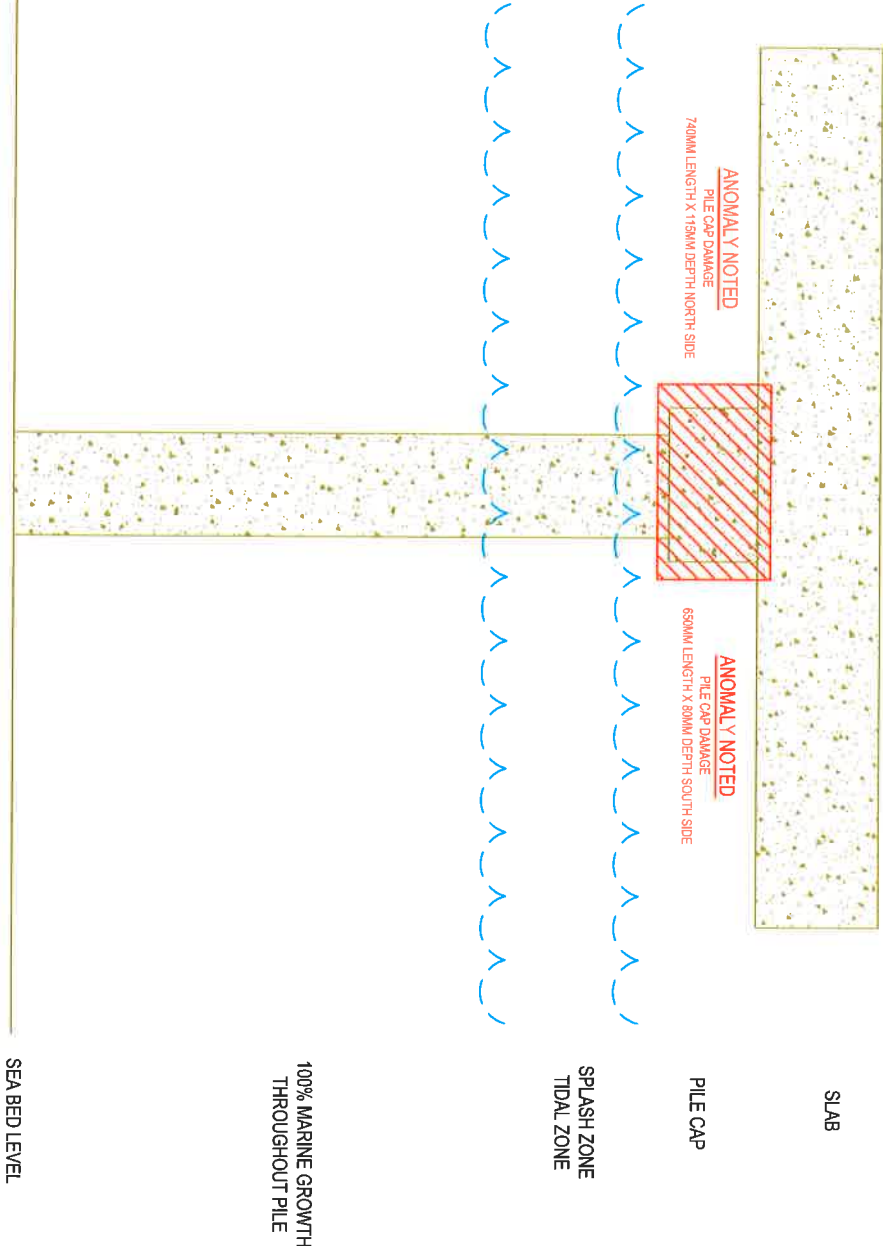 SLAB
PILE CAP
SPLASH ZONE
TIDAL ZONE
100% MARINE GROWTH
THROUGHOUT PILE
SEA BED LEVEL
ANOMALY NOTED
PILE CAP DAMAGE
740MM LENGTH X 115MM DEPTH NORTH SIDE
ANOMALY NOTED
PILE CAP DAMAGE
650MM LENGTH X 80MM DEPTH SOUTH SIDE